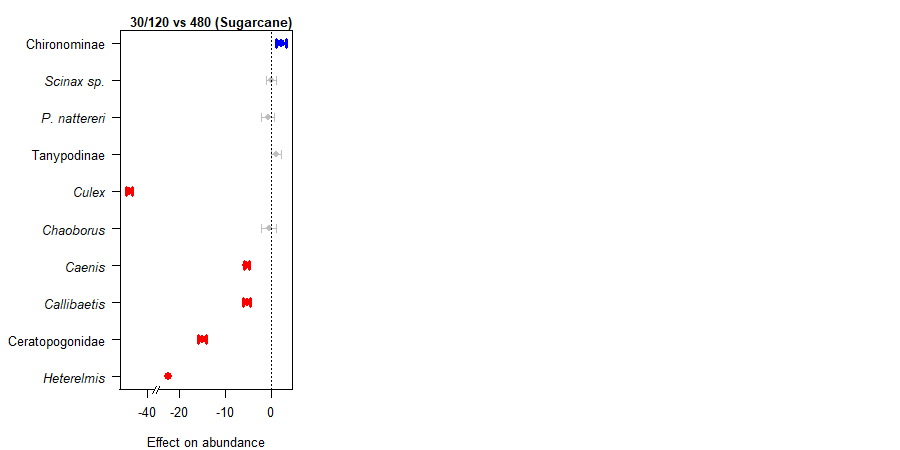 30/120 vs 480 (Sugarcane)
Chironominae
Scinax sp.
P. nattereri
Tanypodinae
Culex
Chaoborus
Caenis
Callibaetis
Ceratopogonidae
Heterelmis
-40 -20 -10 0
Effect on abundance